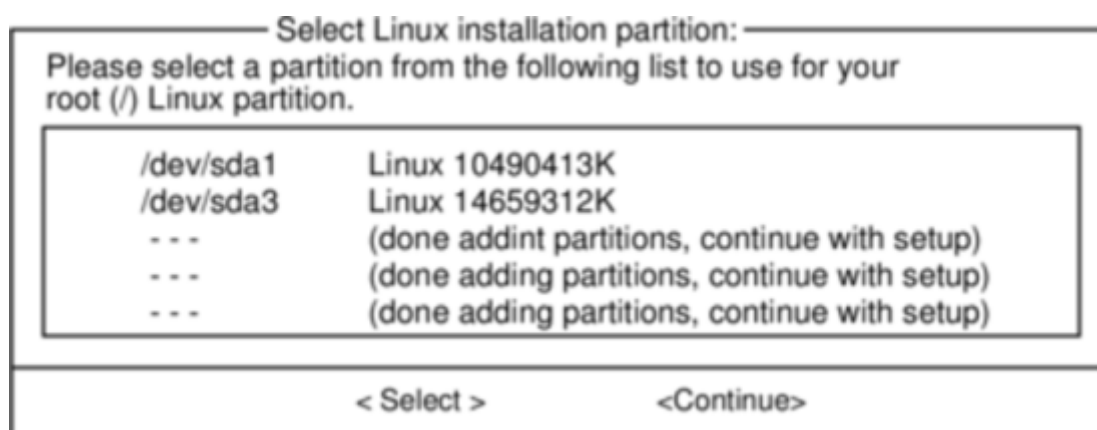 Select Linux installation partition:
Please select a partition from the following list to use for your
root (/) Linux partition.
/dev/sda1 Linux 10490413K
/dev/sda3 Linux 14659312K
- - - (done addint partitions, continue with setup)
- - - (done adding partitions, continue with setup)
- - - (done adding partitions, continue with setup)
< Select > <Continue>